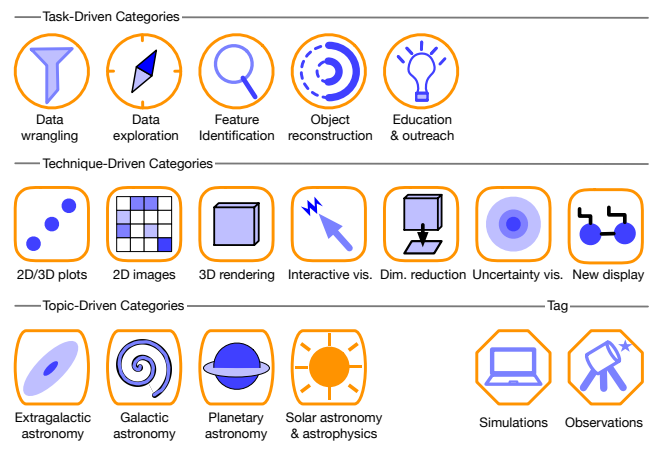 Task-Driven Categories
Data wrangling
Data exploration
Feature Identification
Object reconstruction
Education & outreach
Technique-Driven Categories
2D/3D plots
2D images
3D rendering
Interactive vis.
Dim. reduction
Uncertainty vis.
New display
Topic-Driven Categories
Tag
Extragalactic astronomy
Galactic astronomy
Planetary astronomy
Solar astronomy & astrophysics
Simulations
Observations